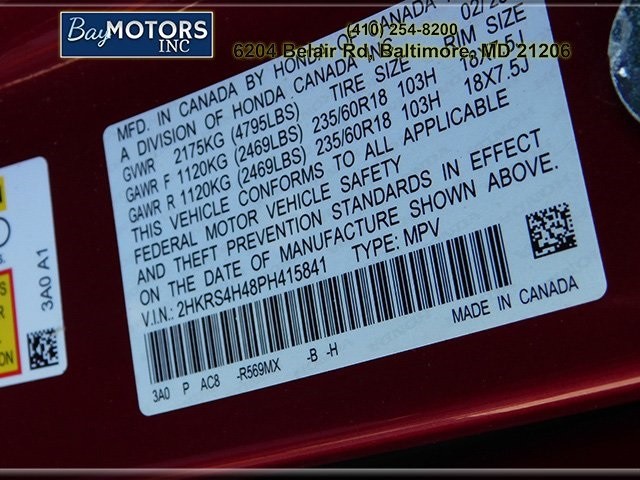 Bay MOTORS INC
(410) 254-8200
6204 Belair Rd, Baltimore, MD 21206
MFD. IN CANADA BY HONDA OF CANADA
A DIVISION OF HONDA CANADA INC.
GVWR 2175KG (4795LBS) TIRE SIZE RIM SIZE
GAWR F 1120KG (2469LBS) 235/60R18 103H 18X7.5J
GAWR R 1120KG (2469LBS) 235/60R18 103H 18X7.5J
THIS VEHICLE CONFORMS TO ALL APPLICABLE
FEDERAL MOTOR VEHICLE SAFETY
AND THEFT PREVENTION STANDARDS IN EFFECT
ON THE DATE OF MANUFACTURE SHOWN ABOVE.
V.I.N.: 2HKRS4H48PH415841 TYPE: MPV
3A0 P AC8 -R569MX -B -H MADE IN CANADA
3A0 A1